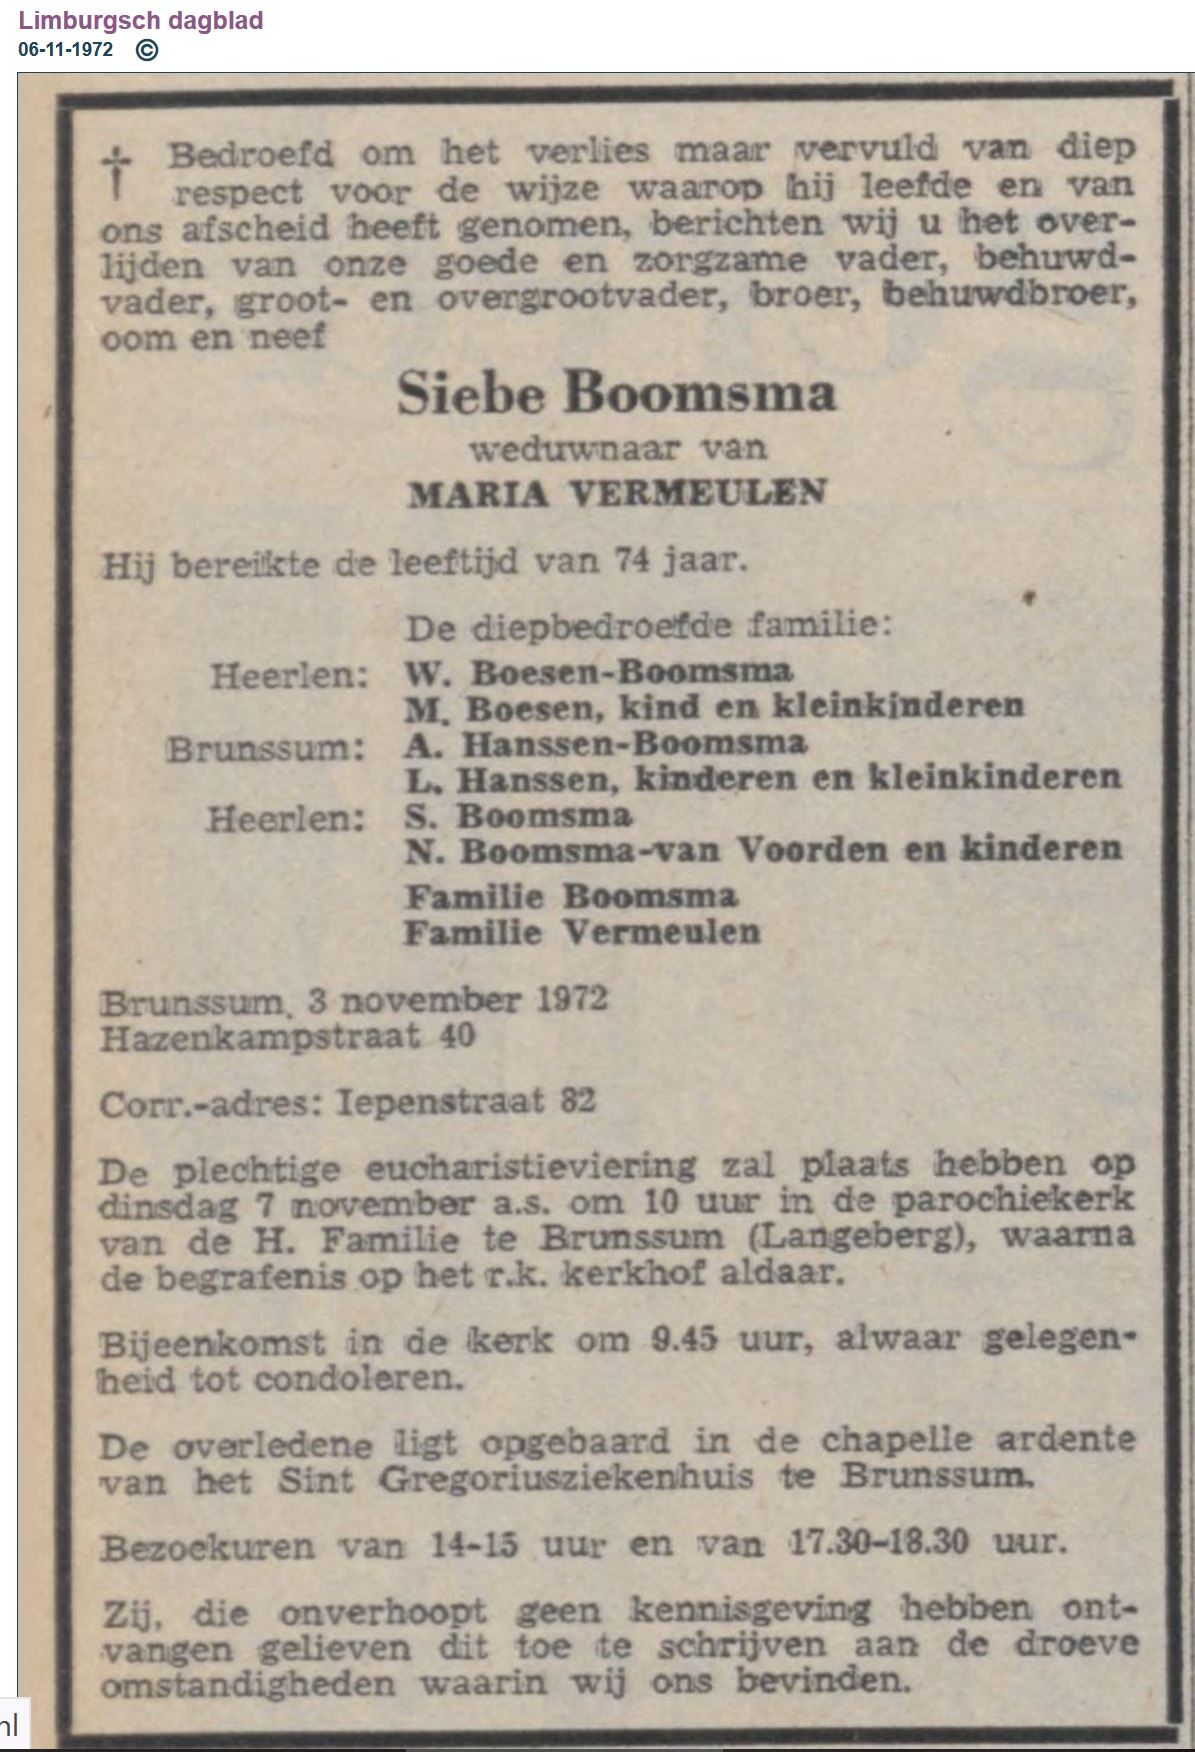 Limburgsch dagblad
06-11-1972 ©
† Bedroefd om het verlies maar vervuld van diep
respect voor de wijze waarop hij leefde en van
ons afscheid heeft genomen, berichten wij u het over-
lijden van onze goede en zorgzame vader, behuwd-
vader, groot- en overgrootvader, broer, behuwdbroer,
oom en neef
Siebe Boomsma
weduwnaar van
MARIA VERMEULEN
Hij bereikte de leeftijd van 74 jaar.
De diepbedroefde familie:
Heerlen: W. Boesen-Boomsma
M. Boesen, kind en kleinkinderen
Brunssum: A. Hanssen-Boomsma
L. Hanssen, kinderen en kleinkinderen
Heerlen: S. Boomsma
N. Boomsma-van Voorden en kinderen
Familie Boomsma
Familie Vermeulen
Brunssum, 3 november 1972
Hazenkampstraat 40
Corr.-adres: Iepenstraat 82
De plechtige eucharistieviering zal plaats hebben op
dinsdag 7 november a.s. om 10 uur in de parochiekerk
van de H. Familie te Brunssum (Langeberg), waarna
de begrafenis op het r.k. kerkhof aldaar.
Bijeenkomst in de kerk om 9.45 uur, alwaar gelegen-
heid tot condoleren.
De overledene ligt opgebaard in de chapelle ardente
van het Sint Gregoriusziekenhuis te Brunssum.
Bezoekuren van 14-15 uur en van 17.30-18.30 uur.
Zij, die onverhoopt geen kennisgeving hebben ont-
vangen gelieven dit toe te schrijven aan de droeve
omstandigheden waarin wij ons bevinden.
nl